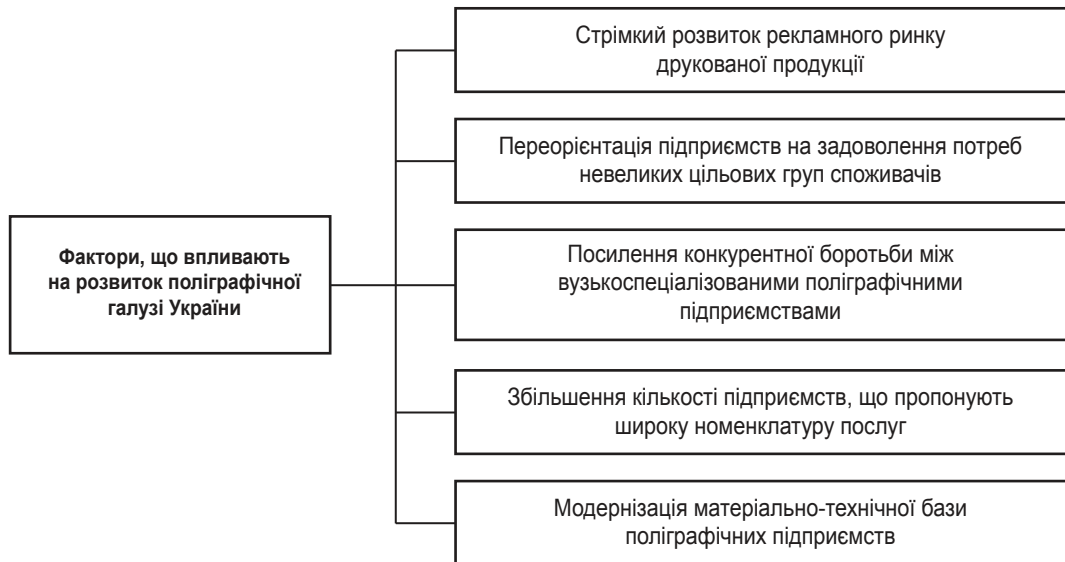 Стрімкий розвиток рекламного ринку
друкованої продукції
Переорієнтація підприємств на задоволення потреб
невеликих цільових груп споживачів
Фактори, що впливають
на розвиток поліграфічної
галузі України
Посилення конкурентної боротьби між
вузькоспеціалізованими поліграфічними
підприємствами
Збільшення кількості підприємств, що пропонують
широку номенклатуру послуг
Модернізація матеріально-технічної бази
поліграфічних підприємств